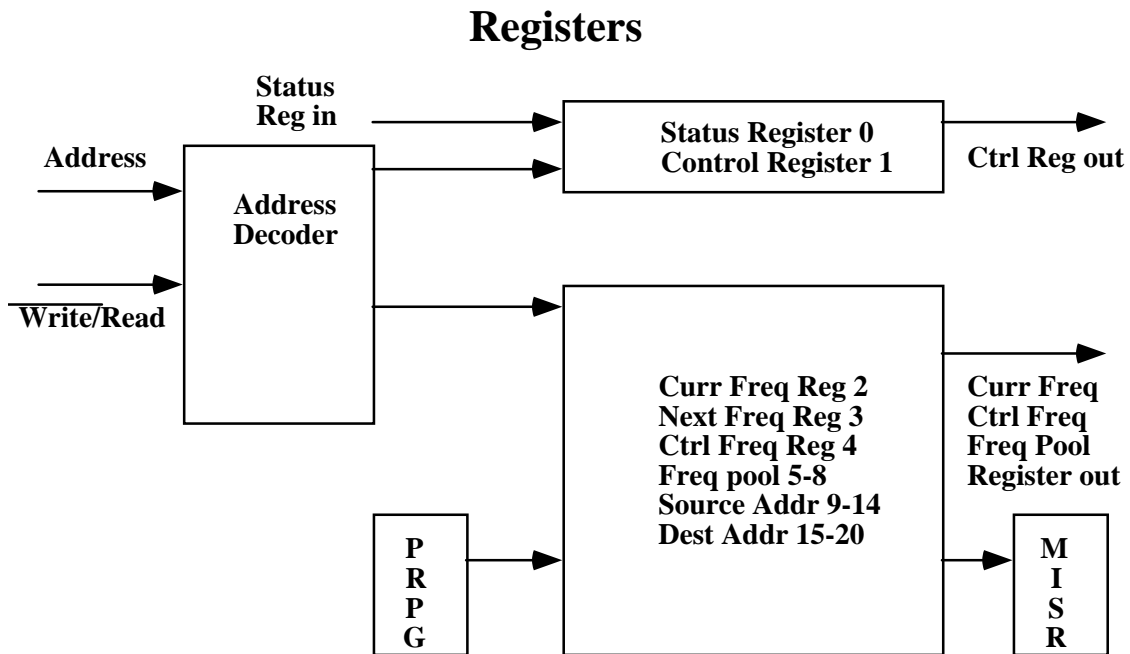 Registers
Status
Reg in
Status Register 0
Control Register 1
Ctrl Reg out
Address
Address
Decoder
Write/Read
Curr Freq Reg 2
Next Freq Reg 3
Ctrl Freq Reg 4
Freq pool 5-8
Source Addr 9-14
Dest Addr 15-20
Curr Freq
Ctrl Freq
Freq Pool
Register out
P
R
P
G
M
I
S
R